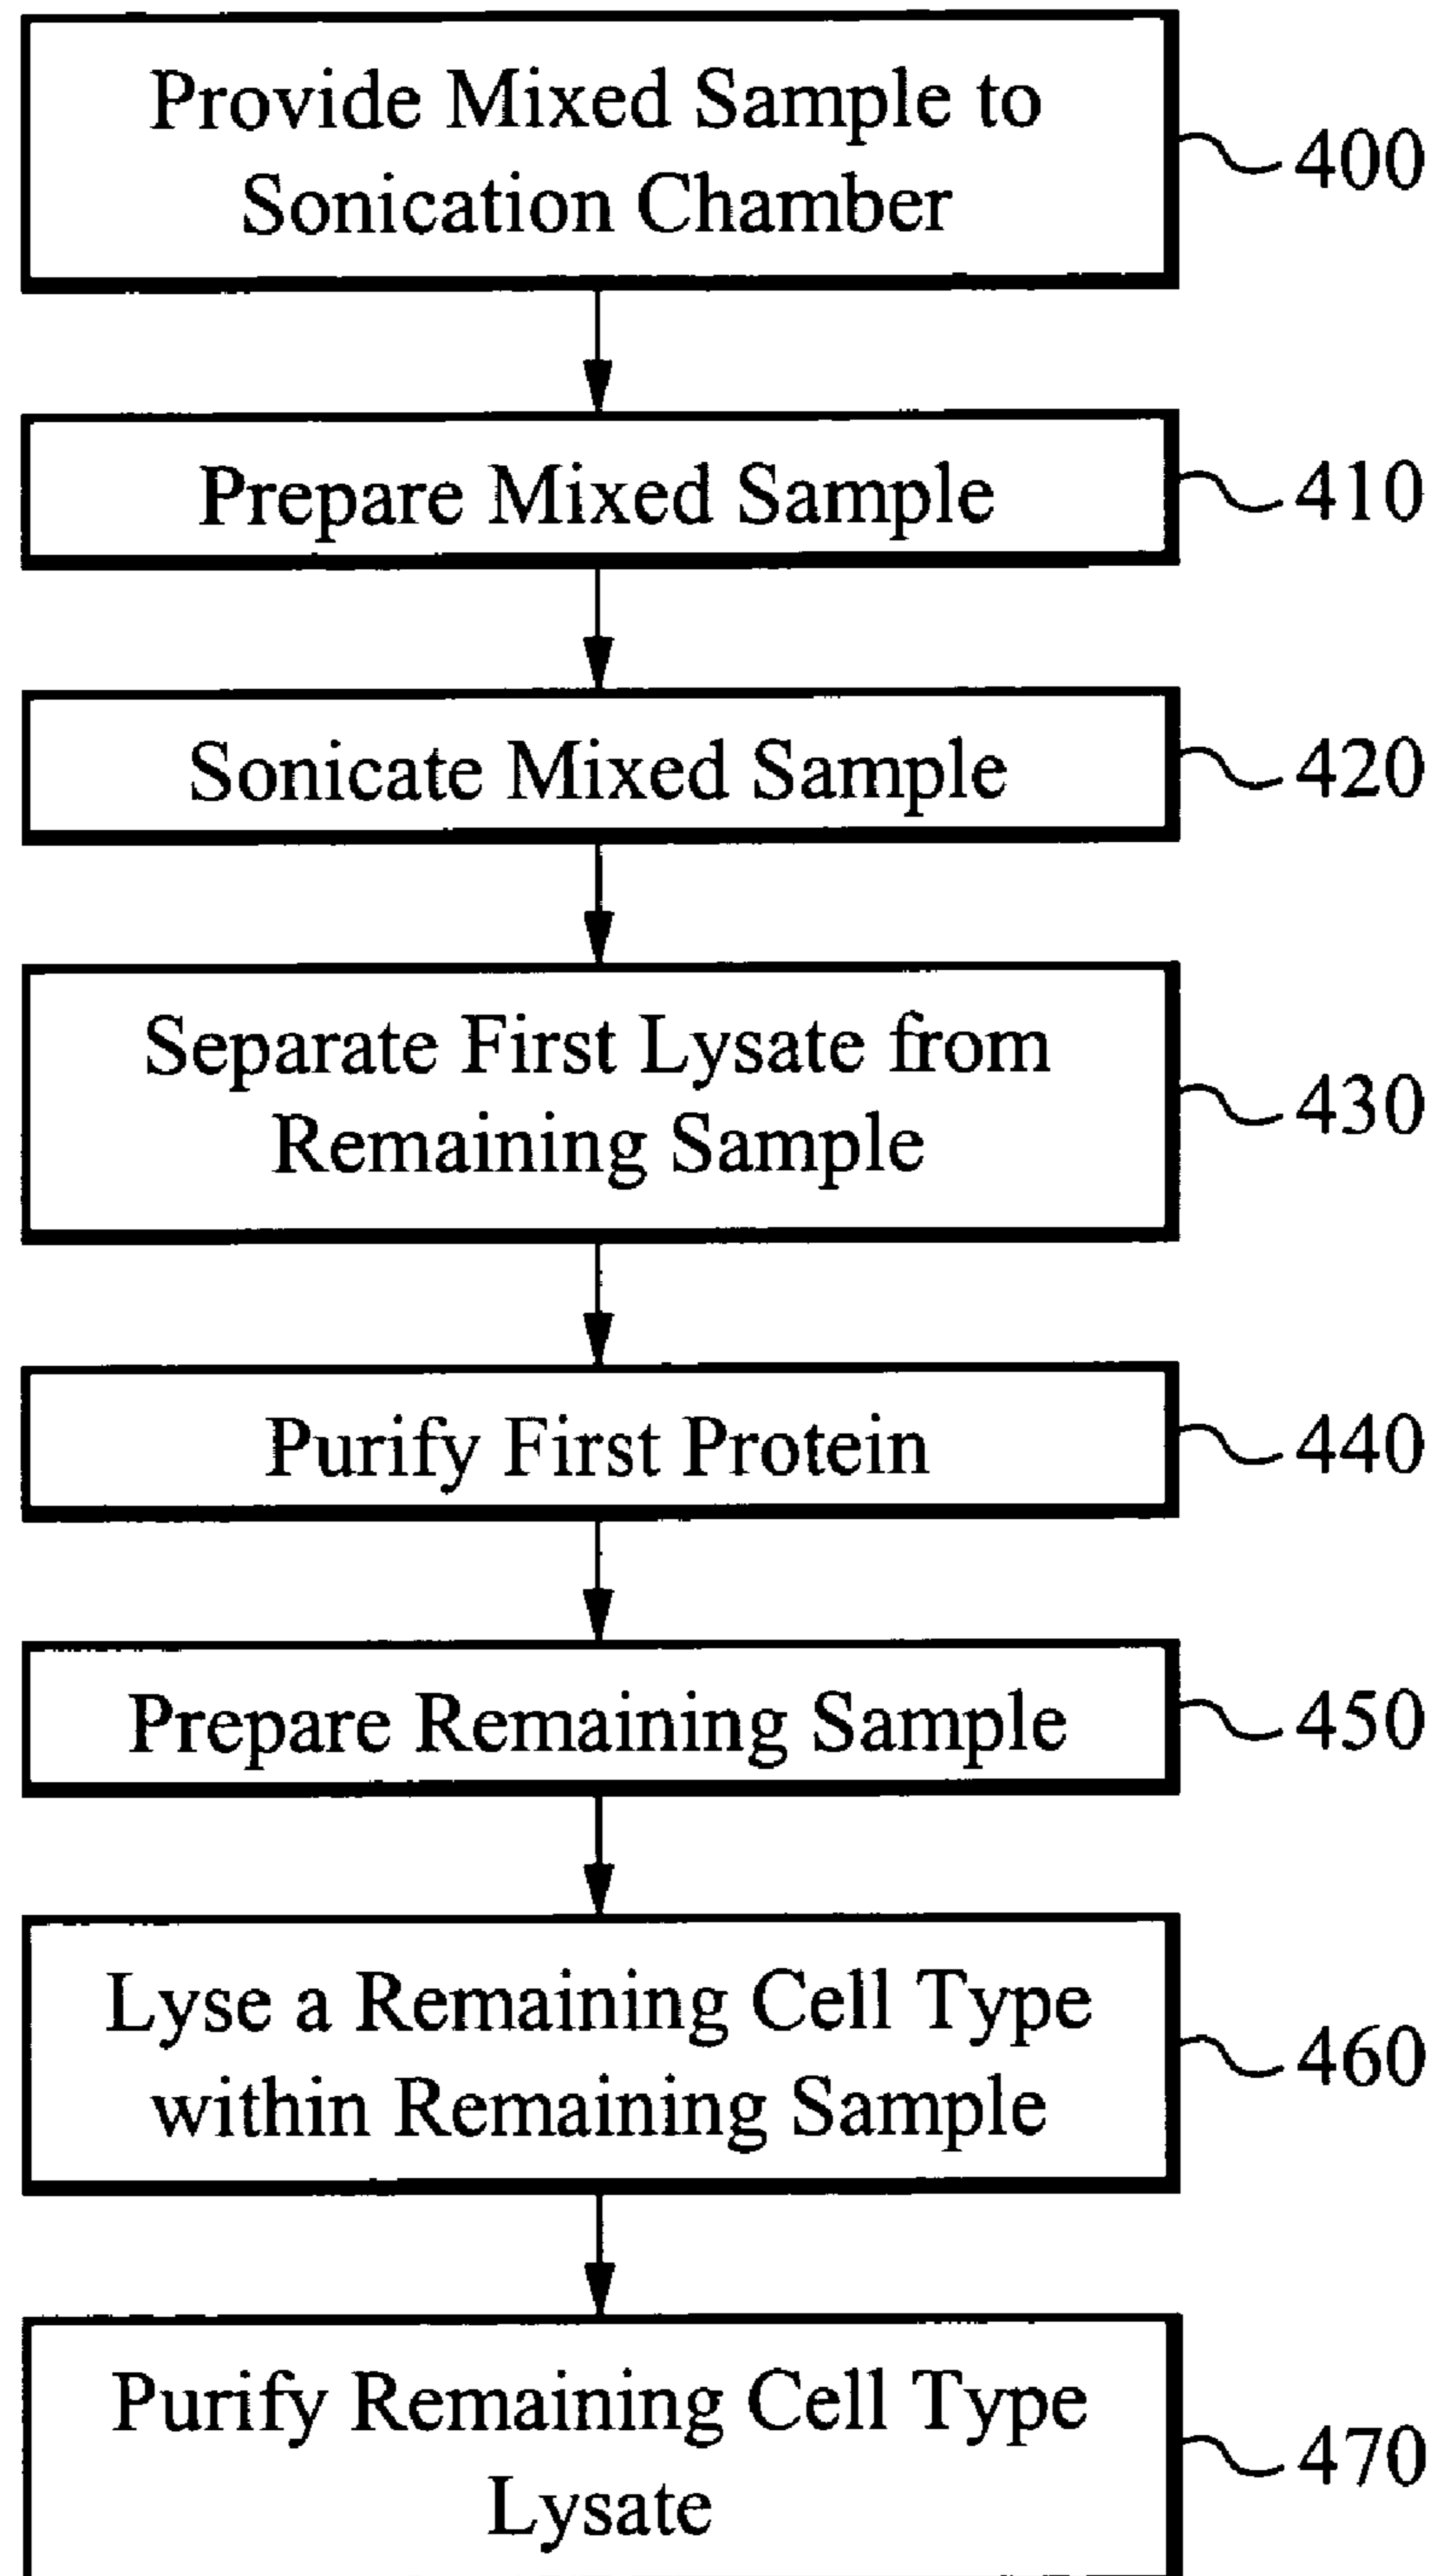 Provide Mixed Sample to
Sonication Chamber
400
Prepare Mixed Sample
410
Sonicate Mixed Sample
420
Separate First Lysate from
Remaining Sample
430
Purify First Protein
440
Prepare Remaining Sample
450
Lyse a Remaining Cell Type
within Remaining Sample
460
Purify Remaining Cell Type
Lysate
470